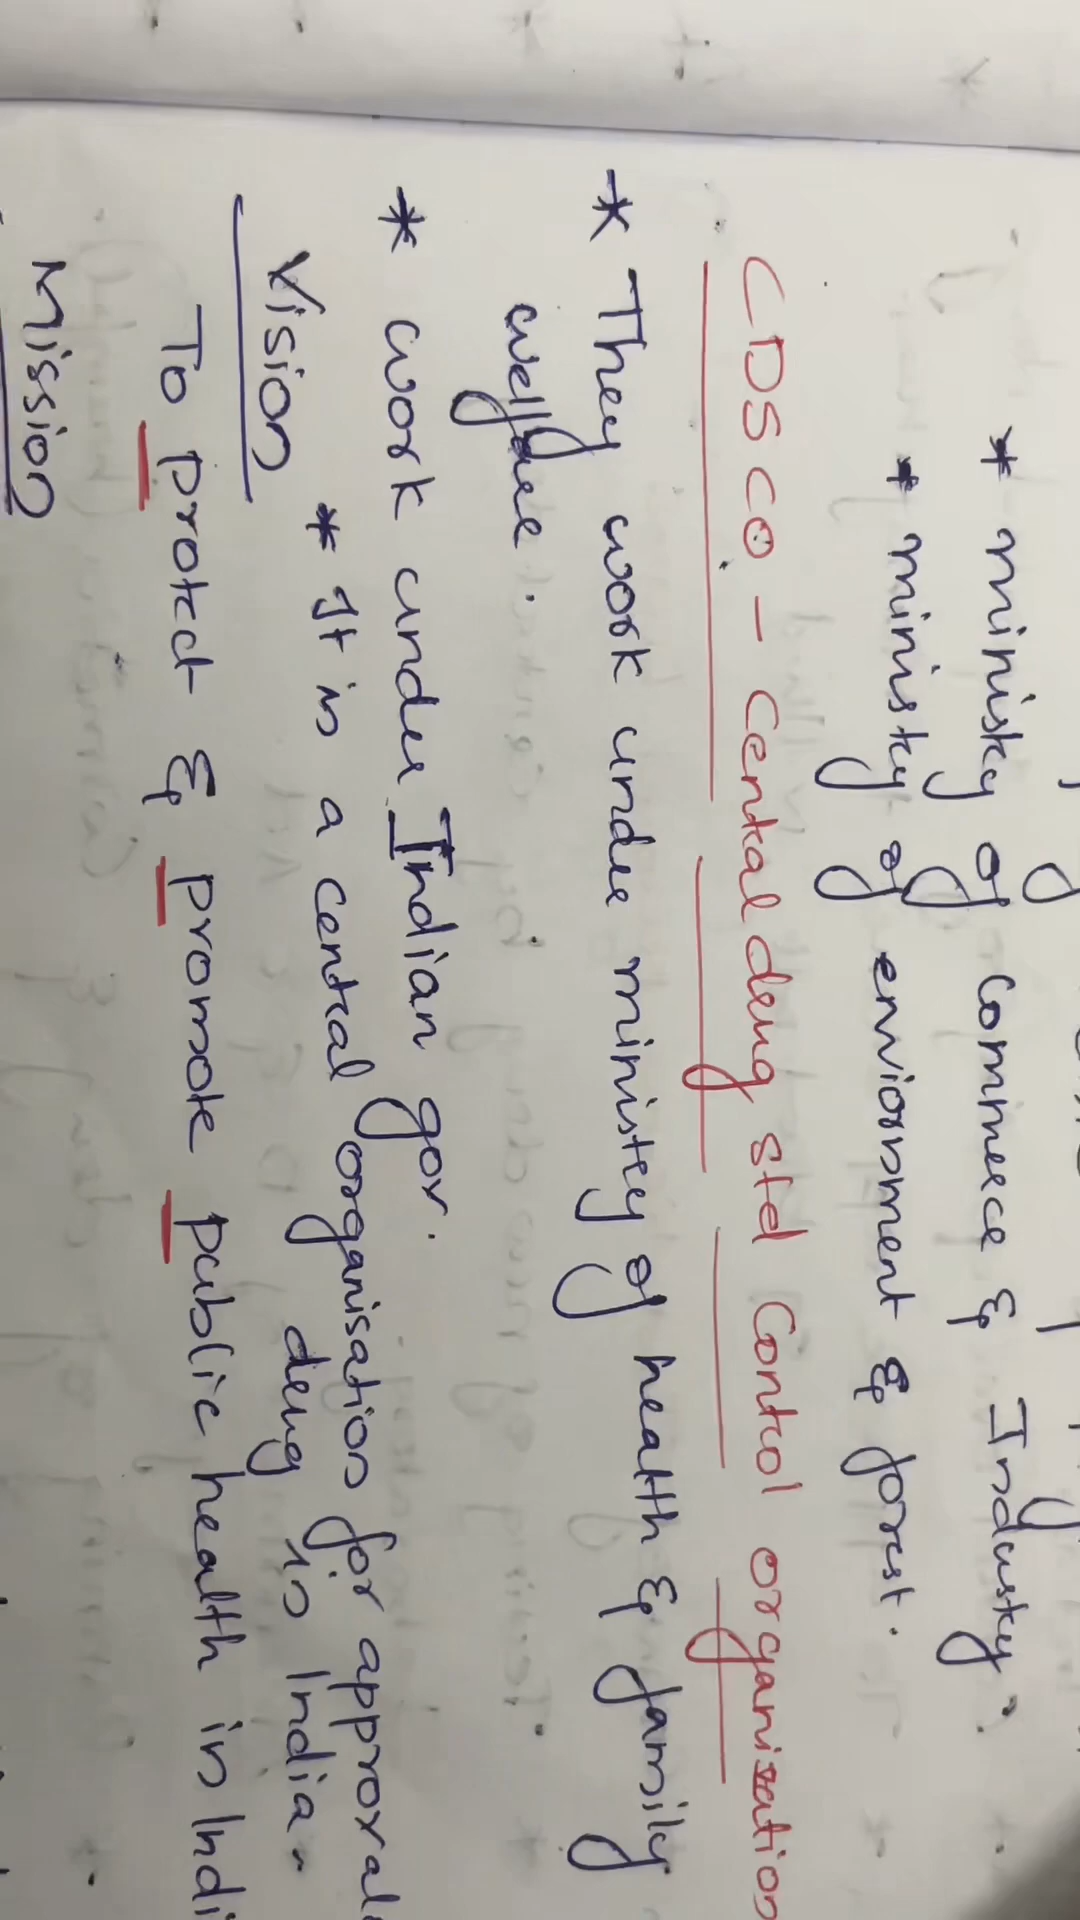 * ministry of Commerce & Industry.
* ministry of enviornment & forest.
CDSCO - Central drug std Control organisation
* They work under ministry of health & family
welfare.
* work under Indian gov.
* It is a central organisation for approval
drug in India.
Vision
To protect & promote public health in Indi
Mission